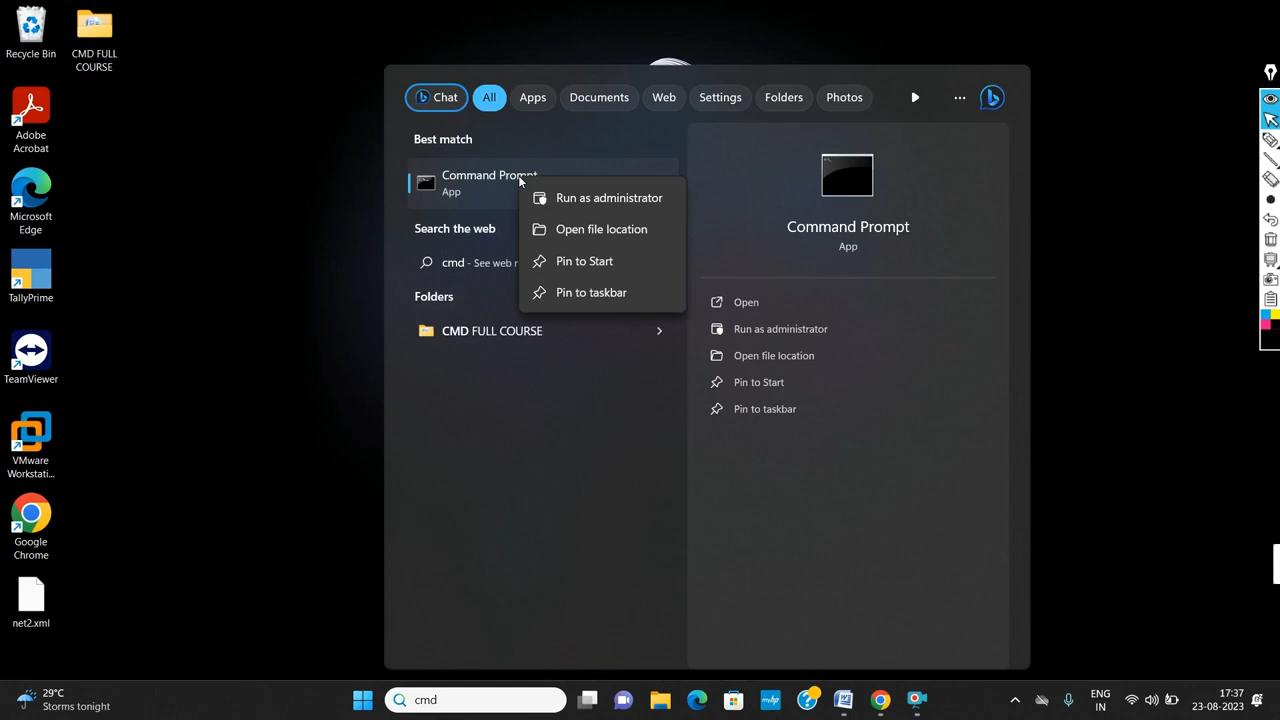 Recycle Bin
CMD FULL
COURSE
Adobe
Acrobat
Microsoft
Edge
TallyPrime
TeamViewer
VMware
Workstati...
Google
Chrome
net2.xml
Chat
All
Apps
Documents
Web
Settings
Folders
Photos
Best match
Command Prompt
App
Search the web
cmd - See web r
Folders
CMD FULL COURSE
Run as administrator
Open file location
Pin to Start
Pin to taskbar
Command Prompt
App
Open
Run as administrator
Open file location
Pin to Start
Pin to taskbar
29°C
Storms tonight
cmd
ENG
IN
17:37
23-08-2023